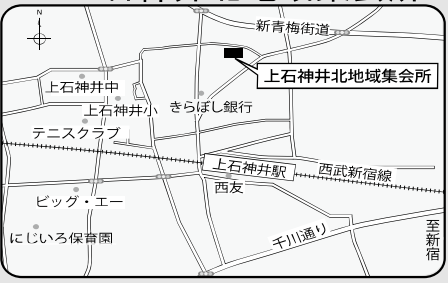 N
新青梅街道
上石神井北地域集会所
上石神井中
上石神井小
きらぼし銀行
テニスクラブ
上石神井駅
西武新宿線
西友
ビッグ・エー
にじいろ保育園
千川通り
至新宿